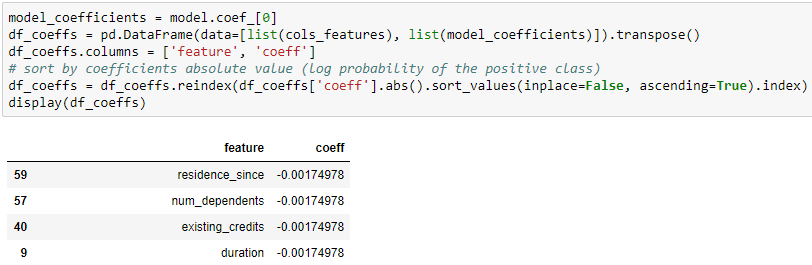 model_coefficients = model.coef_[0]
df_coeffs = pd.DataFrame(data=[list(cols_features), list(model_coefficients)]).transpose()
df_coeffs.columns = ['feature', 'coeff']
# sort by coefficients absolute value (log probability of the positive class)
df_coeffs = df_coeffs.reindex(df_coeffs['coeff'].abs().sort_values(inplace=False, ascending=True).index)
display(df_coeffs)
feature coeff
59 residence_since -0.00174978
57 num_dependents -0.00174978
40 existing_credits -0.00174978
9 duration -0.00174978